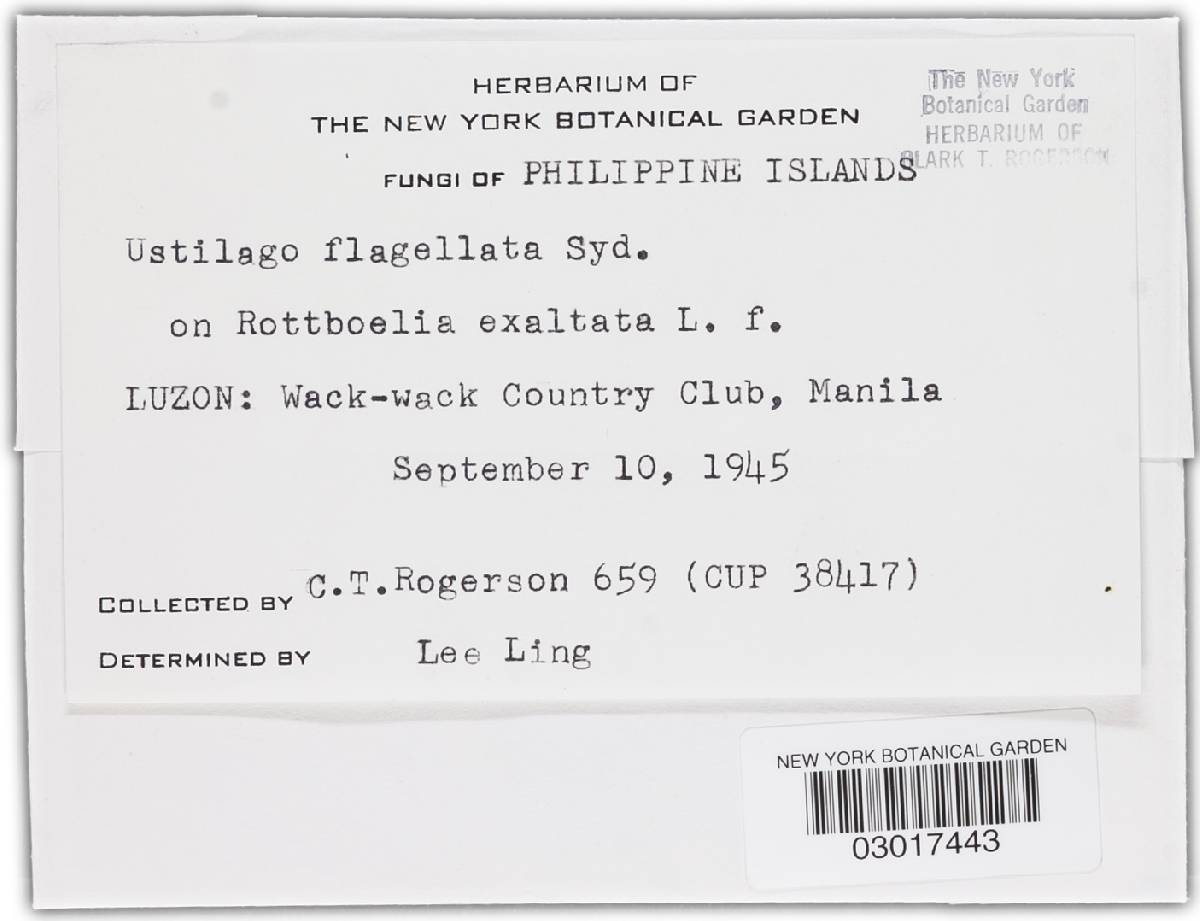 HERBARIUM OF
THE NEW YORK BOTANICAL GARDEN
FUNGI OF PHILIPPINE ISLANDS
The New York
Botanical Garden
HERBARIUM OF
CLARK T. ROGERSON
Ustilago flagellata Syd.
on Rottboelia exaltata L. f.
LUZON: Wack-wack Country Club, Manila
September 10, 1945
COLLECTED BY C.T.Rogerson 659 (CUP 38417)
DETERMINED BY Lee Ling
NEW YORK BOTANICAL GARDEN
03017443